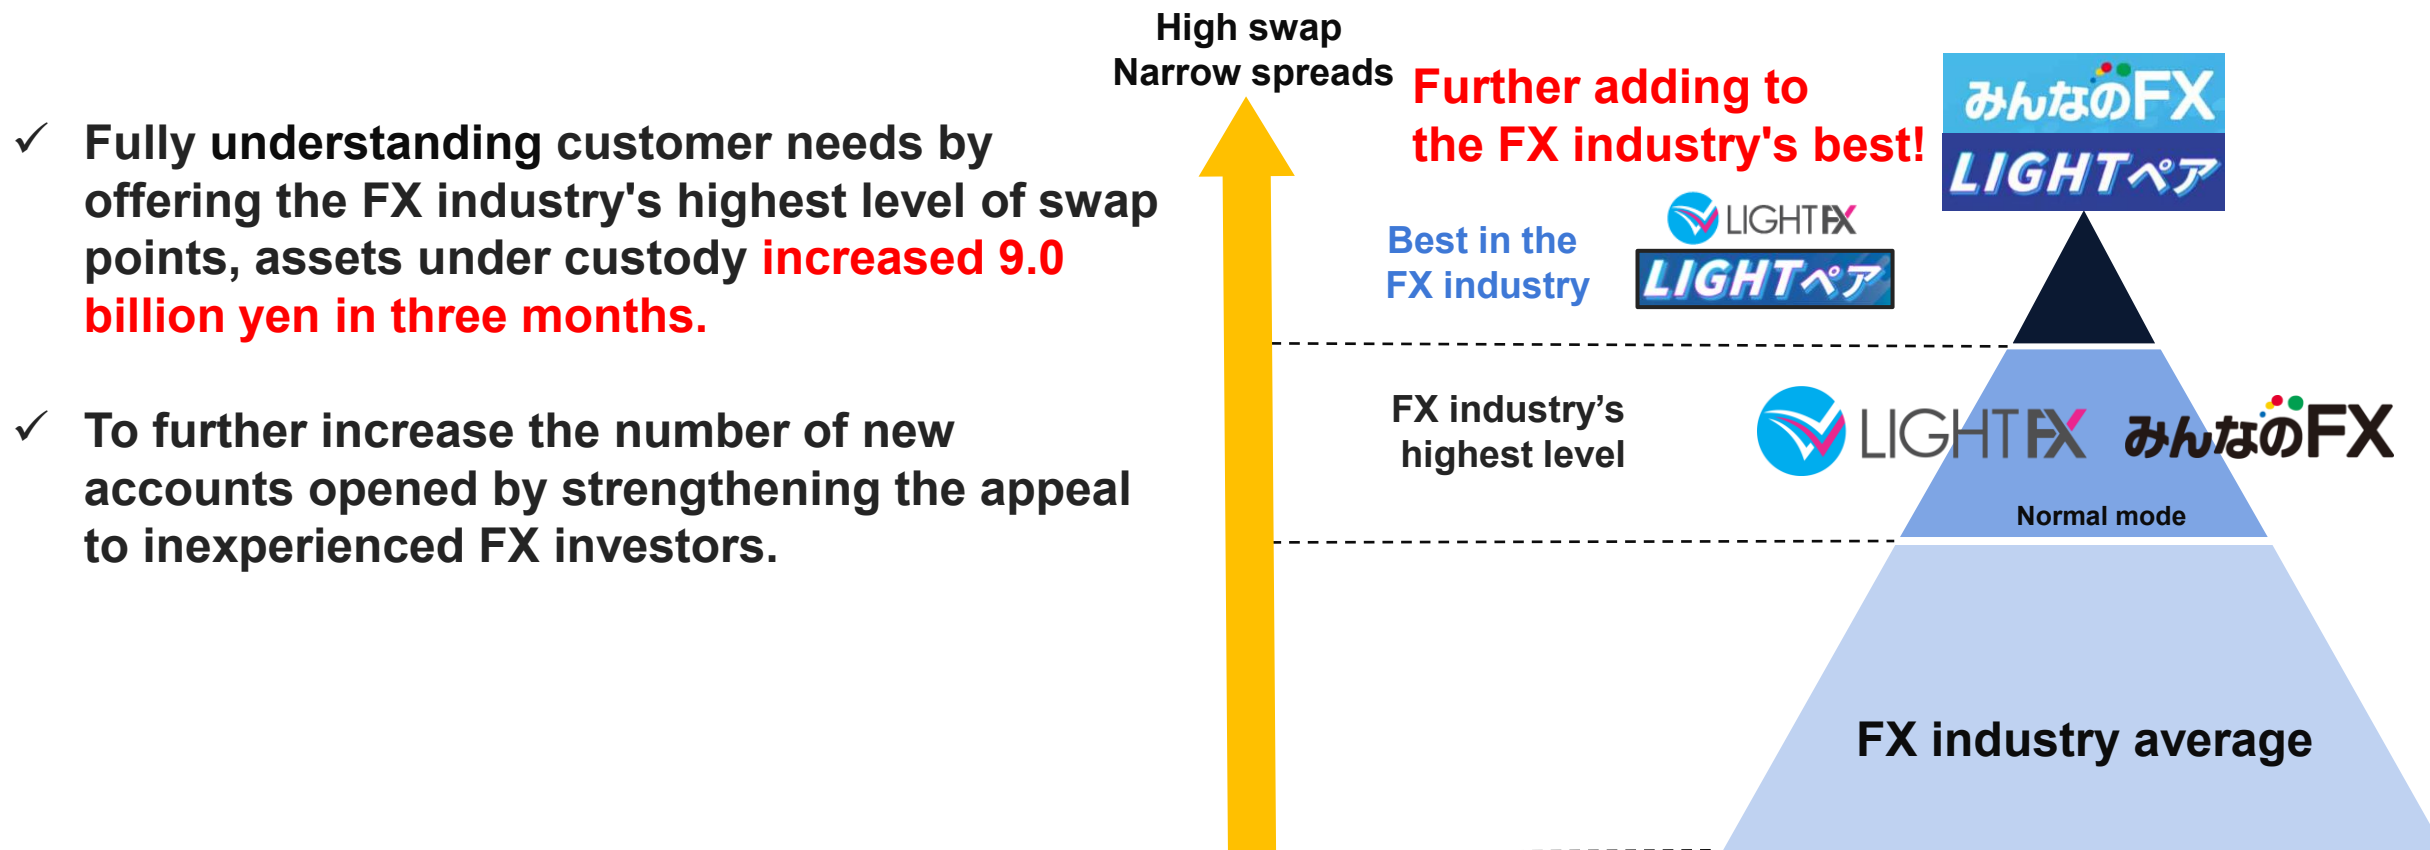 ✓ Fully understanding customer needs by
offering the FX industry's highest level of swap
points, assets under custody increased 9.0
billion yen in three months.
✓ To further increase the number of new
accounts opened by strengthening the appeal
to inexperienced FX investors.
High swap
Narrow spreads
Further adding to
the FX industry's best!
みんなのFX
LIGHTペア
Best in the
FX industry
LIGHT FX
LIGHTペア
FX industry’s
highest level
LIGHT FX
みんなのFX
Normal mode
FX industry average